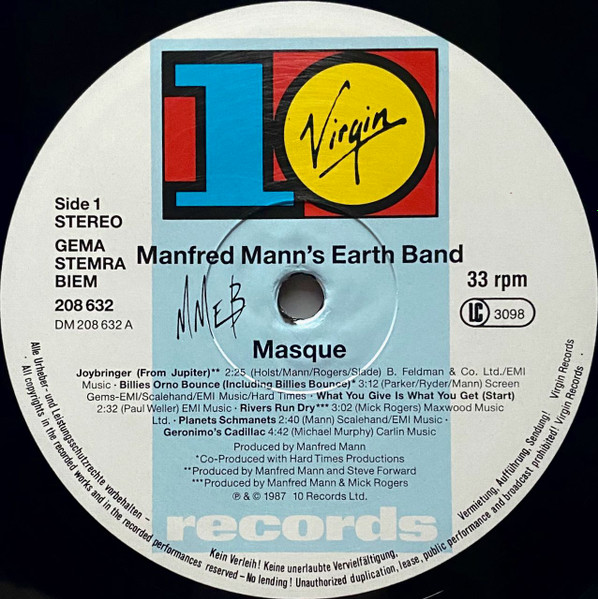 10
Virgin
Side 1
STEREO
GEMA
STEMRA
BIEM
208 632
DM 208 632 A
Manfred Mann's Earth Band
33 rpm
LC 3098
MMEB
Masque
Joybringer (From Jupiter)** 2:25 (Holst/Mann/Rogers/Slade) B. Feldman & Co. Ltd./EMI
Music · Billies Orno Bounce (Including Billies Bounce)* 3:12 (Parker/Ryder/Mann) Screen
Gems-EMI/Scalehand/EMI Music/Hard Times · What You Give Is What You Get (Start)
2:32 (Paul Weller) EMI Music · Rivers Run Dry*** 3:02 (Mick Rogers) Maxwood Music
Ltd. · Planets Schmanets 2:40 (Mann) Scalehand/EMI Music ·
Geronimo's Cadillac 4:42 (Michael Murphy) Carlin Music
Produced by Manfred Mann
*Co-Produced with Hard Times Productions
**Produced by Manfred Mann and Steve Forward
***Produced by Manfred Mann & Mick Rogers
℗ & © 1987 10 Records Ltd.
records
Alle Urheber- und Leistungsschutzrechte vorbehalten – Kein Verleih! Keine unerlaubte Vervielfältigung, Vermietung, Aufführung, Sendung! Virgin Records
· All copyrights in the recorded works and in the recorded performances reserved – No lending! Unauthorized duplication, lease, public performance and broadcast prohibited! Virgin Records ·